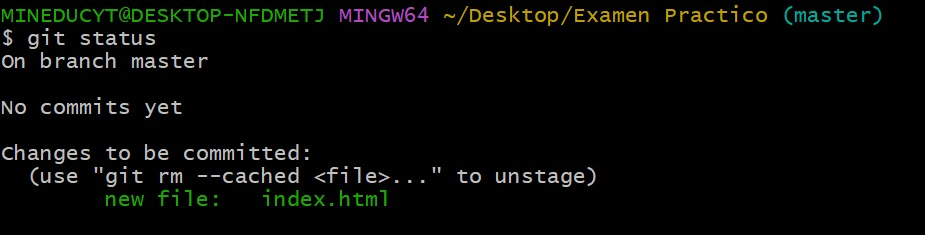 MINEDUCYT@DESKTOP-NFDMETJ MINGW64 ~/Desktop/Examen Practico (master)
$ git status
On branch master
No commits yet
Changes to be committed:
(use "git rm --cached <file>..." to unstage)
new file: index.html